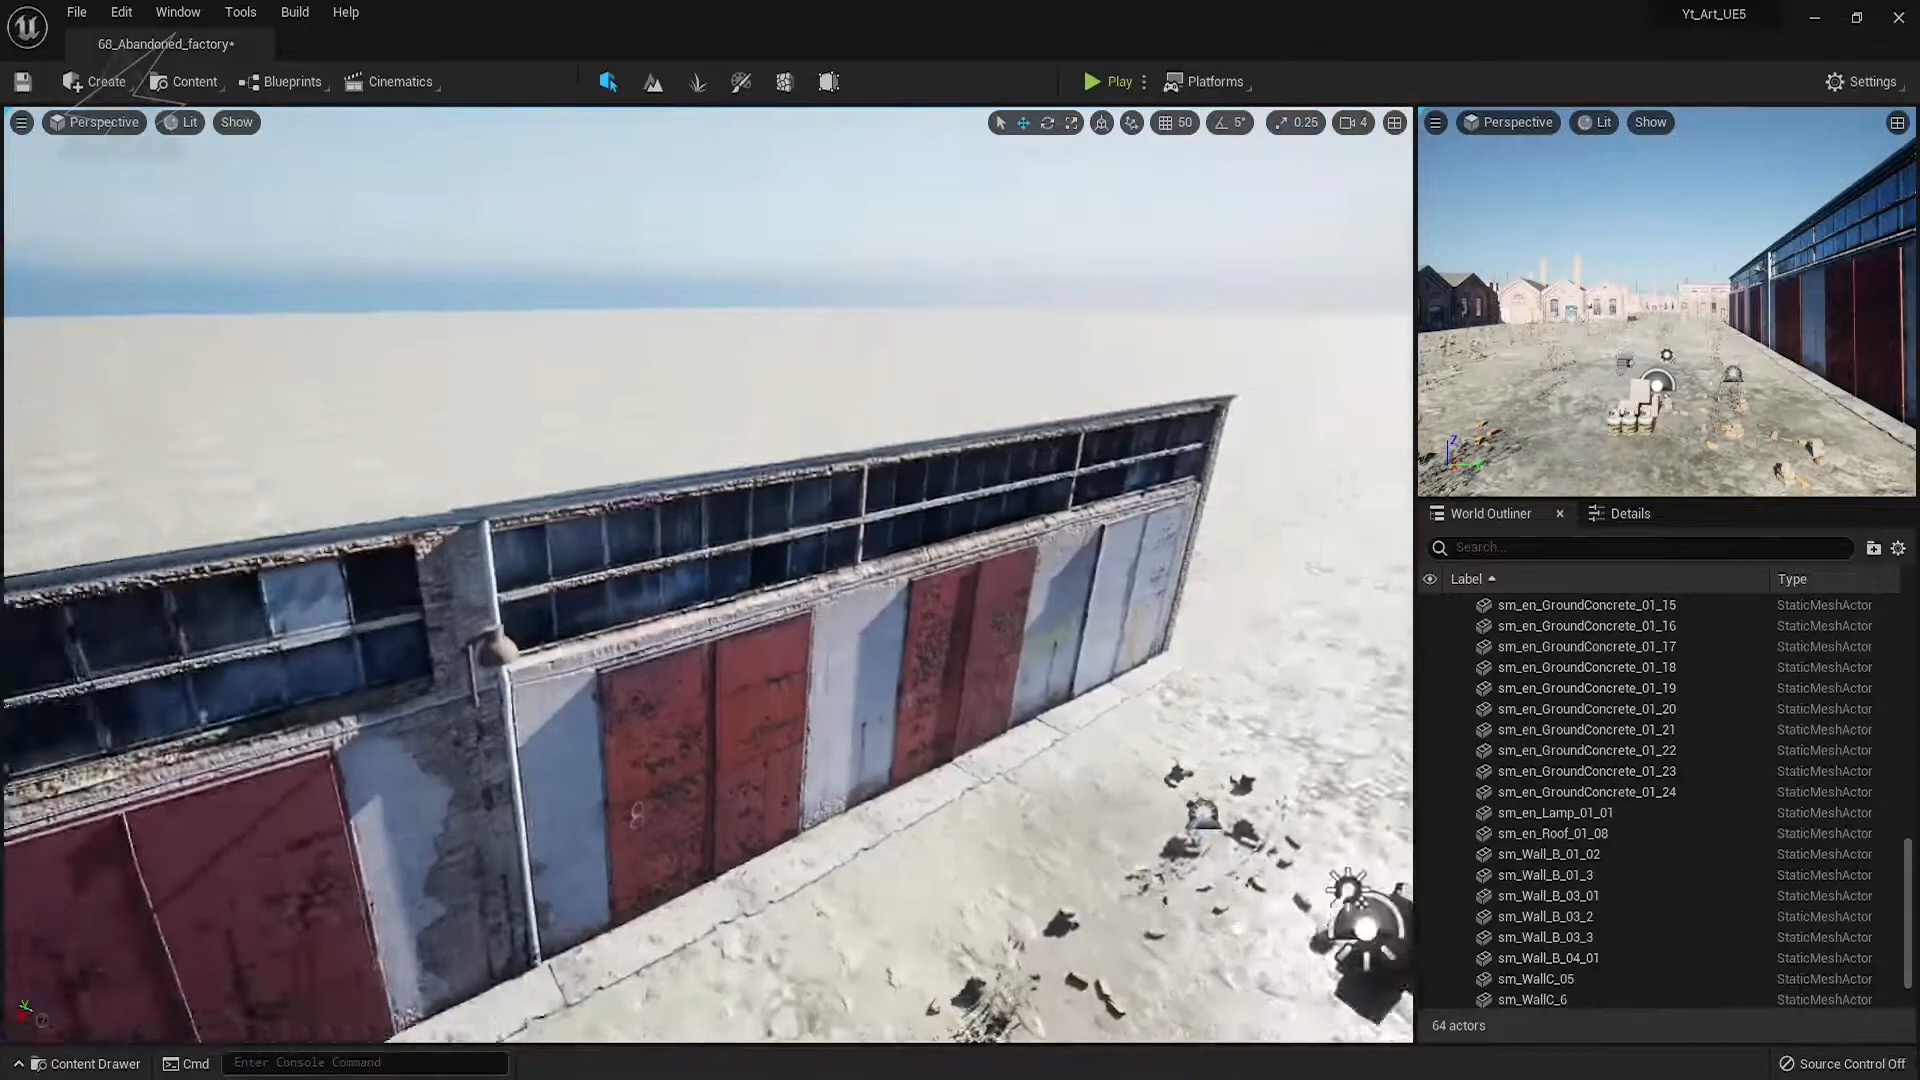 File Edit Window Tools Build Help
Yt_Art_UE5
68_Abandoned_factory*
Create Content Blueprints Cinematics Play Platforms Settings
Perspective Lit Show 50 5° 0.25 4
Perspective Lit Show
World Outliner Details
Search...
Label Type
sm_en_GroundConcrete_01_15 StaticMeshActor
sm_en_GroundConcrete_01_16 StaticMeshActor
sm_en_GroundConcrete_01_17 StaticMeshActor
sm_en_GroundConcrete_01_18 StaticMeshActor
sm_en_GroundConcrete_01_19 StaticMeshActor
sm_en_GroundConcrete_01_20 StaticMeshActor
sm_en_GroundConcrete_01_21 StaticMeshActor
sm_en_GroundConcrete_01_22 StaticMeshActor
sm_en_GroundConcrete_01_23 StaticMeshActor
sm_en_GroundConcrete_01_24 StaticMeshActor
sm_en_Lamp_01_01 StaticMeshActor
sm_en_Roof_01_08 StaticMeshActor
sm_Wall_B_01_02 StaticMeshActor
sm_Wall_B_01_3 StaticMeshActor
sm_Wall_B_03_01 StaticMeshActor
sm_Wall_B_03_2 StaticMeshActor
sm_Wall_B_03_3 StaticMeshActor
sm_Wall_B_04_01 StaticMeshActor
sm_WallC_05 StaticMeshActor
sm_WallC_6 StaticMeshActor
64 actors
8
Z
Y
Content Drawer Cmd Enter Console Command Source Control Off